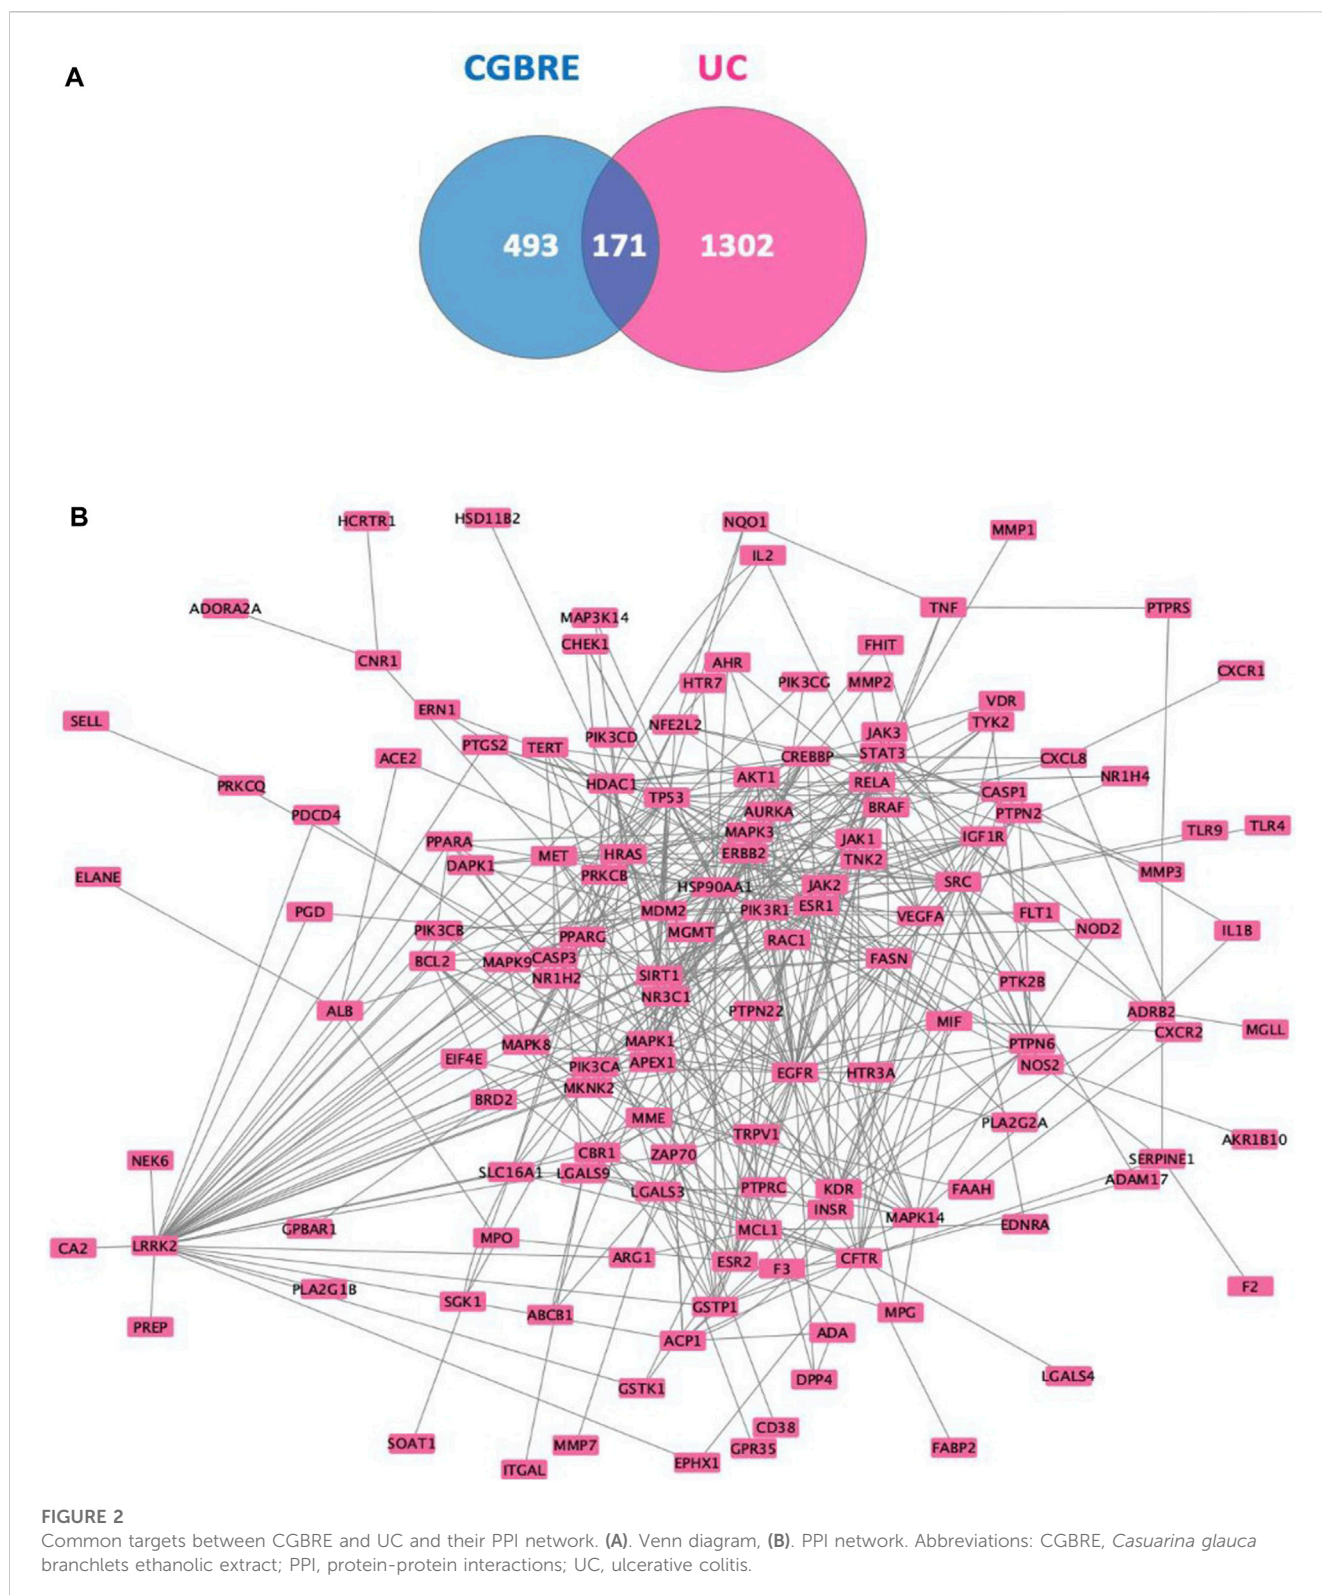 A
CGBRE UC
493 171 1302
B
HCRTR1 HSD11B2 NQO1 MMP1
IL2
ADORA2A MAP3K14 TNF PTPRS
CHEK1 FHIT
CNR1 AHR CXCR1
HTR7 PIK3CG MMP2
ERN1 VDR
SELL NFE2L2 TYK2
PTGS2 TERT PIK3CD JAK3
ACE2 CREBBP STAT3 CXCL8
PRKCQ HDAC1 AKT1 RELA NR1H4
TP53 CASP1
PDCD4 AURKA BRAF PTPN2
PPARA MAPK3 JAK1 IGF1R TLR9 TLR4
DAPK1 MET HRAS ERBB2 TNK2
ELANE PRKCB HSP90AA1 JAK2 SRC MMP3
PGD MDM2 PIK3R1 ESR1 VEGFA FLT1
PIK3CB PPARG MGMT RAC1 NOD2 IL1B
BCL2 MAPK9 CASP3 FASN
NR1H2 SIRT1 PTK2B
NR3C1
ALB PTPN22 MIF ADRB2
MAPK8 MAPK1 PTPN6 CXCR2 MGLL
EIF4E PIK3CA APEX1 EGFR HTR3A NOS2
BRD2 MKNK2
MME PLA2G2A
TRPV1 AKR1B10
NEK6 CBR1 ZAP70 SERPINE1
SLC16A1 LGALS9 ADAM17
LGALS3 PTPRC KDR FAAH
INSR
GPBAR1 MCL1 MAPK14 EDNRA
CA2 LRRK2 MPO
ARG1 ESR2 F3 CFTR
PLA2G1B F2
SGK1 ABCB1 GSTP1 MPG
PREP ACP1 ADA
GSTK1 DPP4 LGALS4
CD38
SOAT1 MMP7 GPR35 FABP2
ITGAL EPHX1
FIGURE 2
Common targets between CGBRE and UC and their PPI network. (A). Venn diagram, (B). PPI network. Abbreviations: CGBRE, Casuarina glauca
branchlets ethanolic extract; PPI, protein-protein interactions; UC, ulcerative colitis.